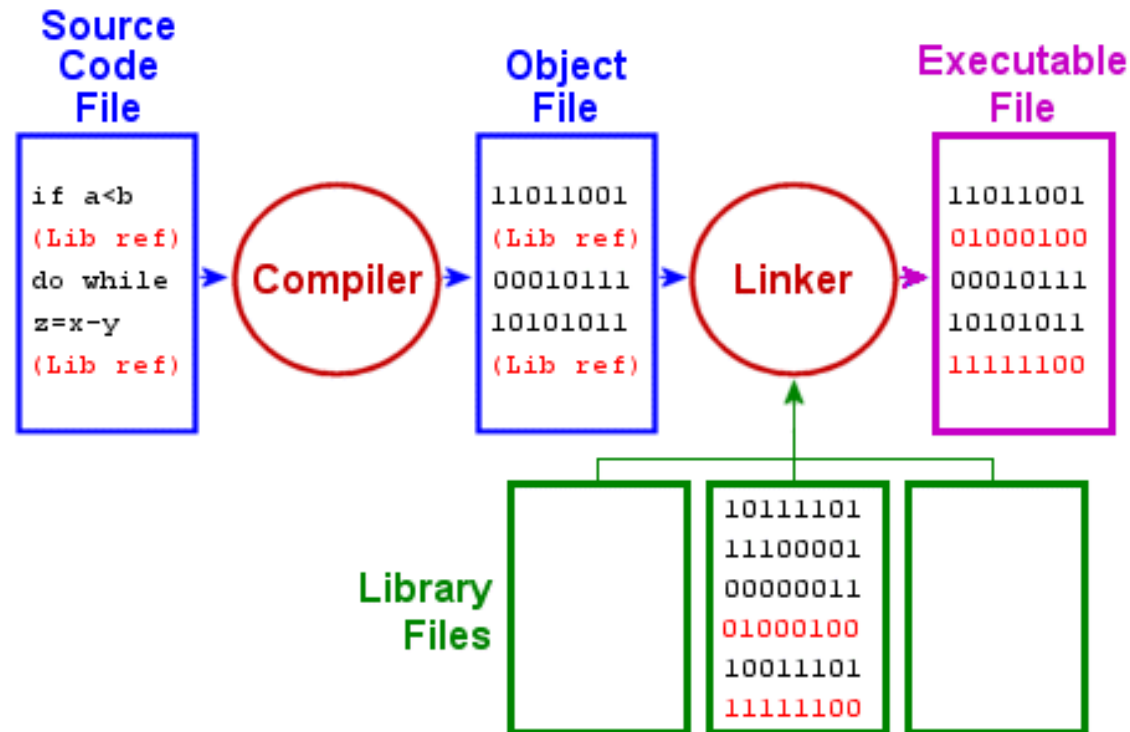 Source
Code
File
if a<b
(Lib ref)
do while
z=x-y
(Lib ref)
Compiler
Object
File
11011001
(Lib ref)
00010111
10101011
(Lib ref)
Linker
Executable
File
11011001
01000100
00010111
10101011
11111100
Library
Files
10111101
11100001
00000011
01000100
10011101
11111100